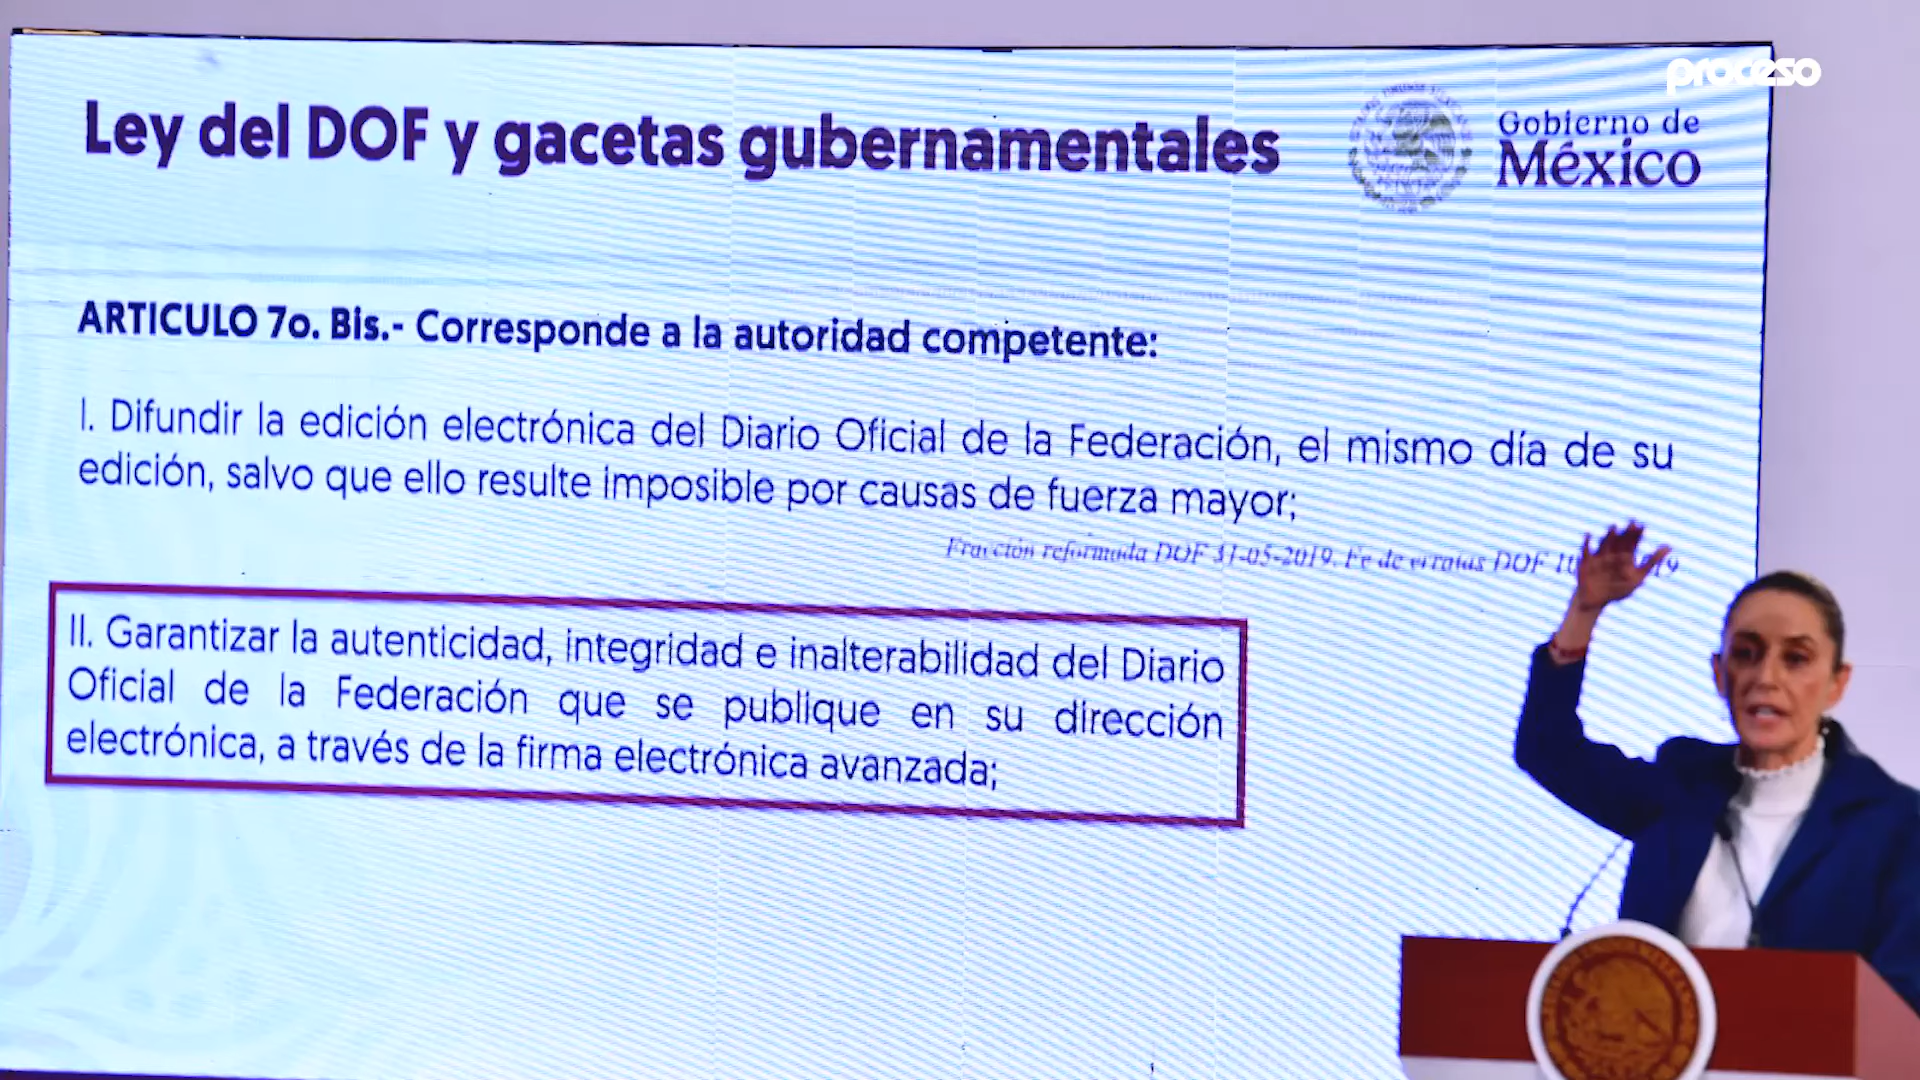 proceso
Ley del DOF y gacetas gubernamentales
Gobierno de
México
ARTICULO 7o. Bis.- Corresponde a la autoridad competente:
I. Difundir la edición electrónica del Diario Oficial de la Federación, el mismo día de su
edición, salvo que ello resulte imposible por causas de fuerza mayor;
Fracción reformada DOF 31-05-2019. Fe de erratas DOF
II. Garantizar la autenticidad, integridad e inalterabilidad del Diario
Oficial de la Federación que se publique en su dirección
electrónica, a través de la firma electrónica avanzada;